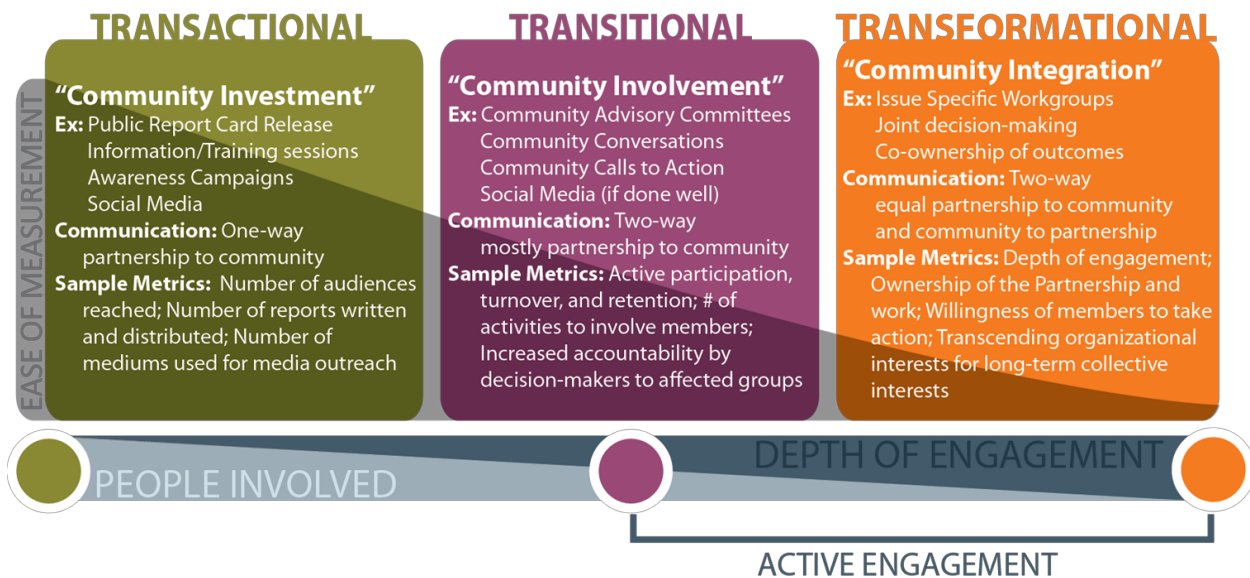 TRANSACTIONAL
"Community Investment"
Ex: Public Report Card Release
Information/Training sessions
Awareness Campaigns
Social Media
Communication: One-way
partnership to community
Sample Metrics: Number of audiences
reached; Number of reports written
and distributed; Number of
mediums used for media outreach
TRANSITIONAL
"Community Involvement"
Ex: Community Advisory Committees
Community Conversations
Community Calls to Action
Social Media (if done well)
Communication: Two-way
mostly partnership to community
Sample Metrics: Active participation,
turnover, and retention; # of
activities to involve members;
Increased accountability by
decision-makers to affected groups
TRANSFORMATIONAL
"Community Integration"
Ex: Issue Specific Workgroups
Joint decision-making
Co-ownership of outcomes
Communication: Two-way
equal partnership to community
and community to partnership
Sample Metrics: Depth of engagement;
Ownership of the Partnership and
work; Willingness of members to take
action; Transcending organizational
interests for long-term collective
interests
EASE OF MEASUREMENT
PEOPLE INVOLVED
DEPTH OF ENGAGEMENT
ACTIVE ENGAGEMENT